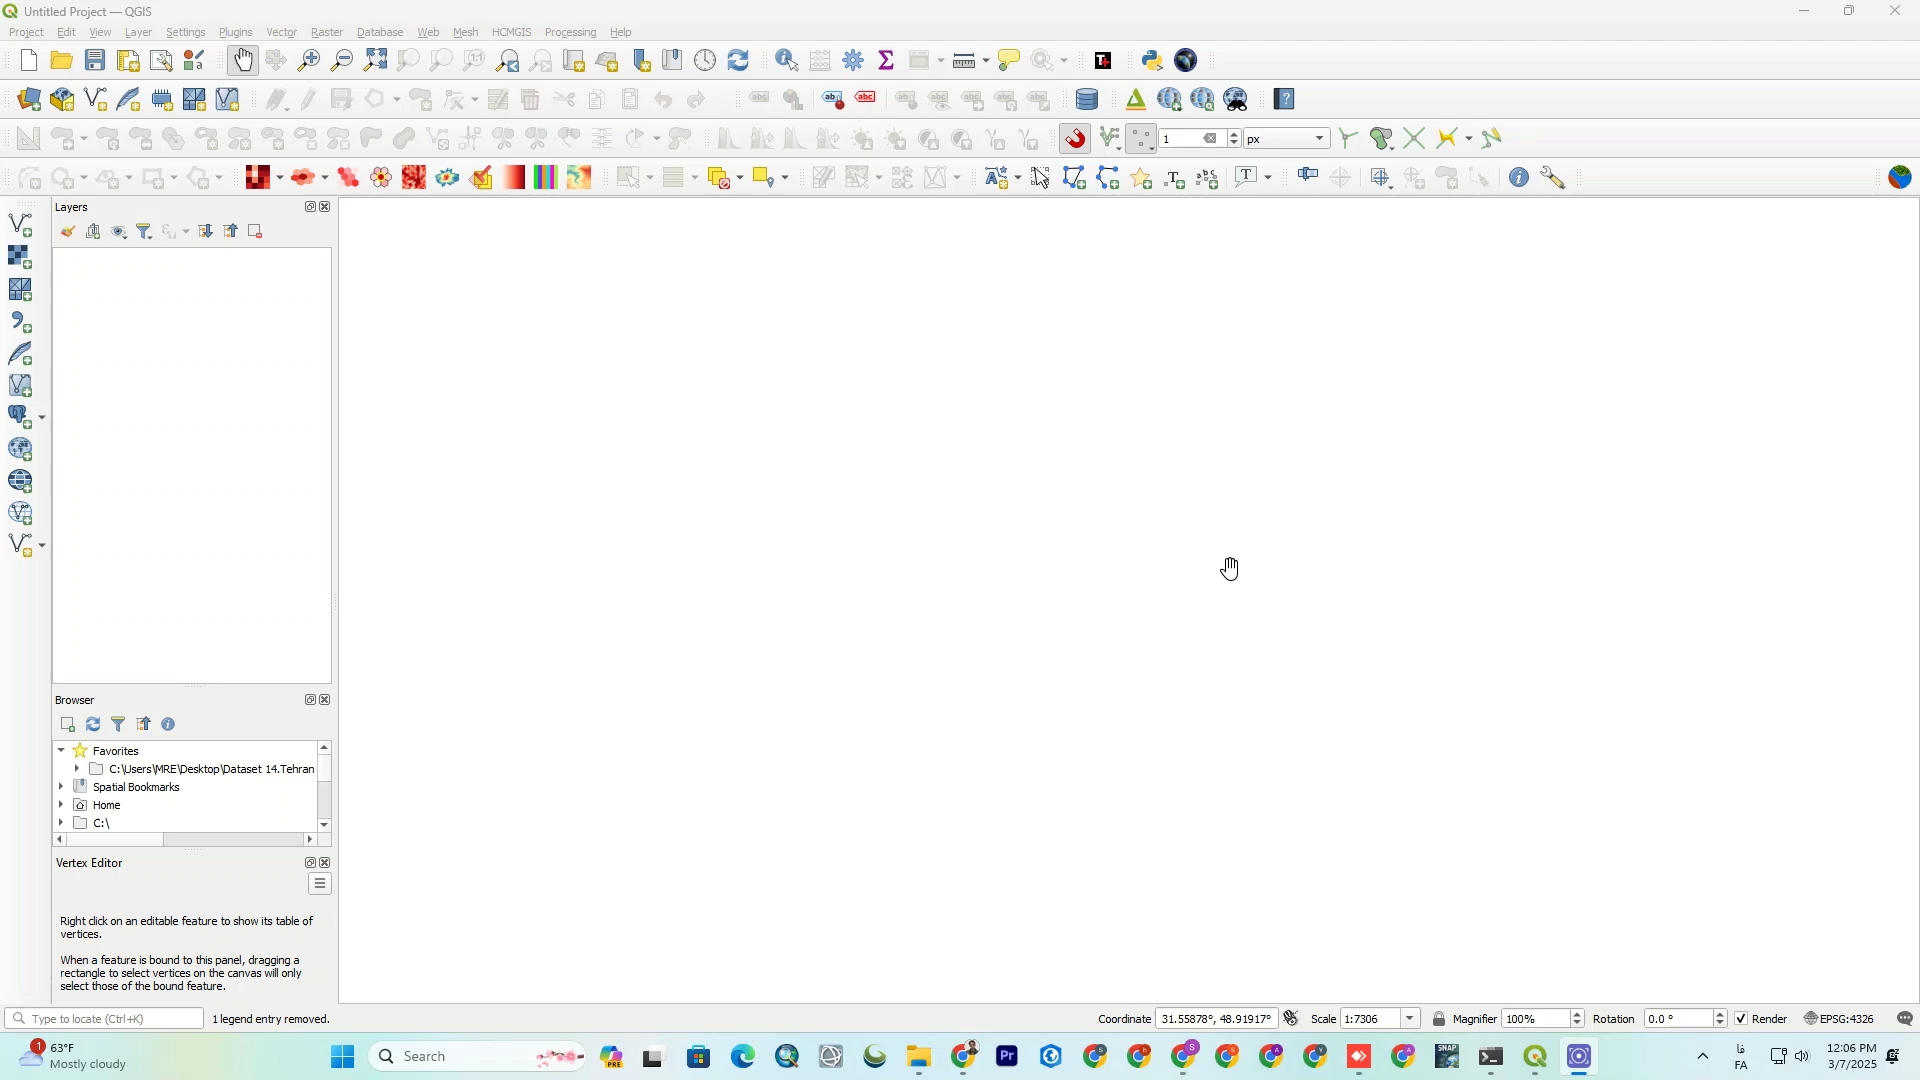 Untitled Project — QGIS
Project Edit View Layer Settings Plugins Vector Raster Database Web Mesh HCMGIS Processing Help
1 px
Layers
Browser
Favorites
C:\Users\MRE\Desktop\Dataset 14.Tehran
Spatial Bookmarks
Home
C:\
Vertex Editor
Right click on an editable feature to show its table of
vertices.
When a feature is bound to this panel, dragging a
rectangle to select vertices on the canvas will only
select those of the bound feature.
Type to locate (Ctrl+K) 1 legend entry removed. Coordinate 31.55878°, 48.91917° Scale 1:7306 Magnifier 100% Rotation 0.0 ° Render EPSG:4326
1 63°F
Mostly cloudy
Search
فا
FA
12:06 PM
3/7/2025